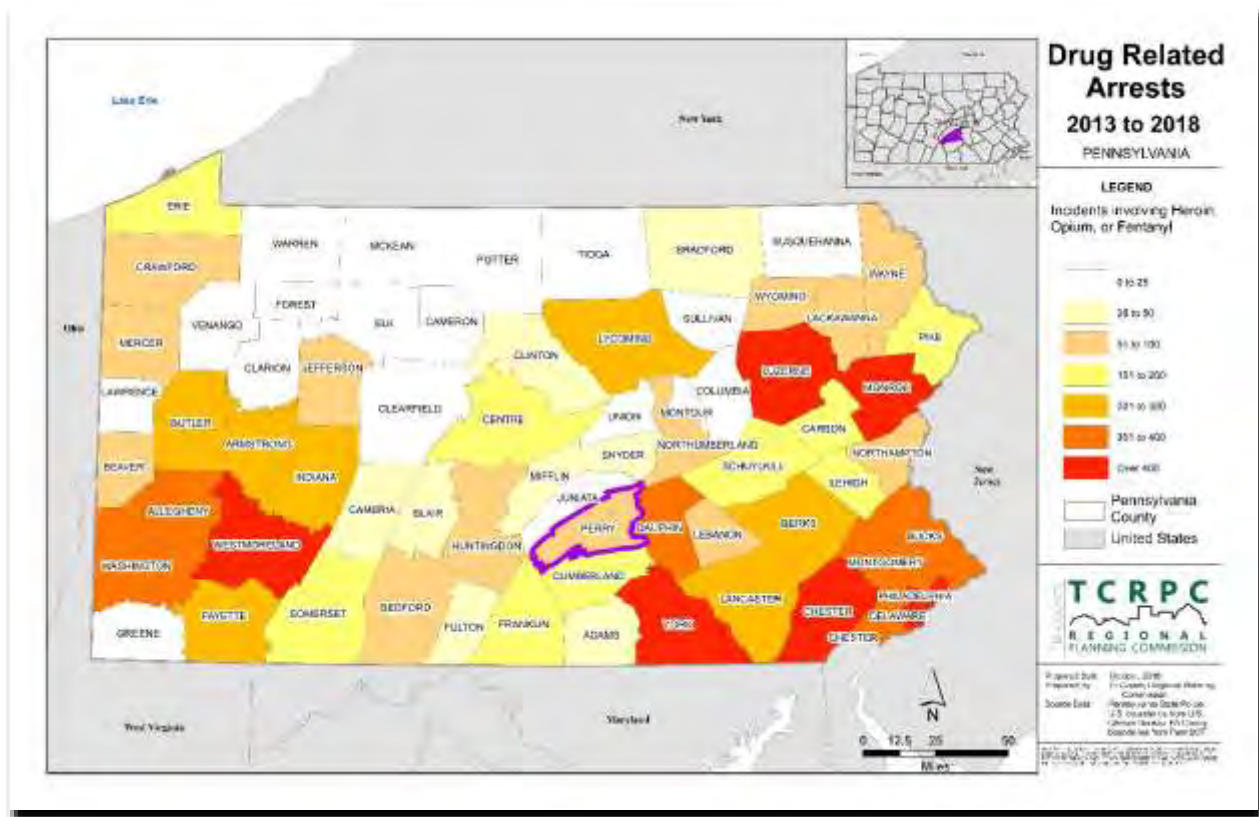 Drug Related
Arrests
2013 to 2018
PENNSYLVANIA
LEGEND
Incidents involving Heroin,
Opium, or Fentanyl
0 to 25
26 to 50
51 to 100
101 to 200
201 to 300
301 to 400
Over 400
Pennsylvania
County
United States
TCRPC
REGIONAL
PLANNING COMMISSION
Lake Erie
New York
ERIE
WARREN
MCKEAN
POTTER
TIOGA
BRADFORD
SUSQUEHANNA
CRAWFORD
WAYNE
FOREST
WYOMING
VENANGO
ELK
CAMERON
SULLIVAN
LACKAWANNA
Ohio
MERCER
LYCOMING
PIKE
CLINTON
CLARION
JEFFERSON
LUZERNE
MONROE
LAWRENCE
COLUMBIA
CLEARFIELD
UNION
MONTOUR
BUTLER
CENTRE
CARBON
ARMSTRONG
NORTHUMBERLAND
NORTHAMPTON
SNYDER
BEAVER
SCHUYLKILL
INDIANA
MIFFLIN
LEHIGH
New
Jersey
JUNIATA
ALLEGHENY
CAMBRIA
BLAIR
PERRY
DAUPHIN
BERKS
LEBANON
BUCKS
WESTMORELAND
HUNTINGDON
WASHINGTON
CUMBERLAND
MONTGOMERY
PHILADELPHIA
LANCASTER
BEDFORD
SOMERSET
FAYETTE
CHESTER
DELAWARE
FULTON
FRANKLIN
YORK
GREENE
ADAMS
CHESTER
West Virginia
Maryland
N
0 12.5 25 50
Miles